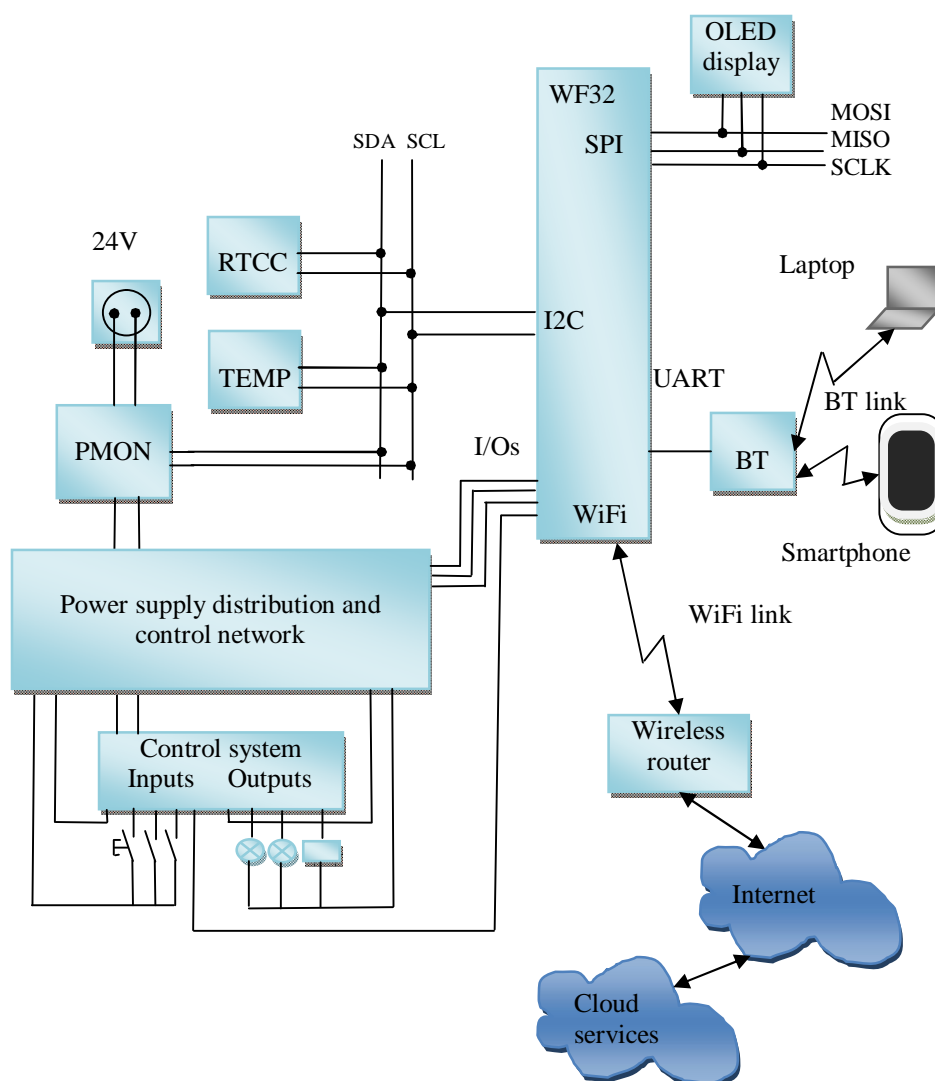 OLED
display
WF32
MOSI
SPI
MISO
SDA SCL
SCLK
24V
RTCC
Laptop
I2C
TEMP
UART
BT link
PMON
I/Os
BT
WiFi
Smartphone
Power supply distribution and
control network
WiFi link
Wireless
router
Control system
Inputs Outputs
Internet
Cloud
services